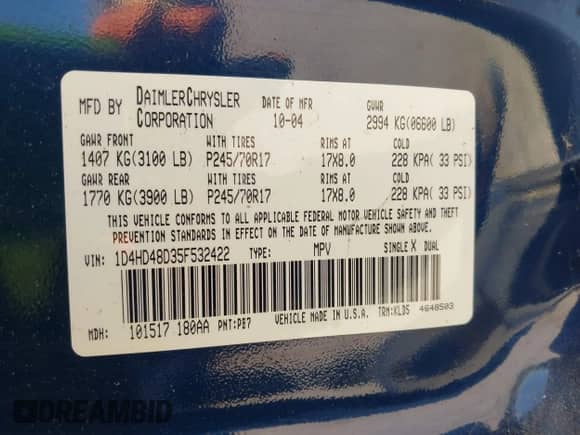 MFD BY DAIMLERCHRYSLER CORPORATION DATE OF MFR 10-04 GVWR 2994 KG(06600 LB)
GAWR FRONT WITH TIRES RIMS AT COLD
1407 KG(3100 LB) P245/70R17 17X8.0 228 KPA( 33 PSI)
GAWR REAR WITH TIRES RIMS AT COLD
1770 KG(3900 LB) P245/70R17 17X8.0 228 KPA( 33 PSI)
THIS VEHICLE CONFORMS TO ALL APPLICABLE FEDERAL MOTOR VEHICLE SAFETY AND THEFT
PREVENTION STANDARDS IN EFFECT ON THE DATE OF MANUFACTURE SHOWN ABOVE.
VIN: 1D4HD48D35F532422 TYPE: MPV SINGLE X DUAL
MDH: 101517 180AA PNT:PB7 VEHICLE MADE IN U.S.A. TRM:KLD5 4648503
DREAMBID